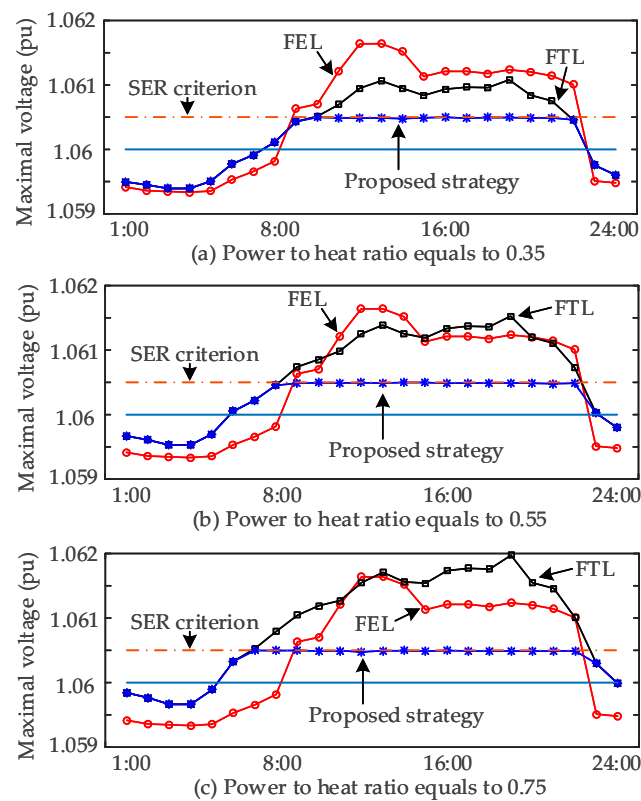 Maximal voltage (pu)
1.062
1.061
1.06
1.059
FEL
FTL
SER criterion
Proposed strategy
1:00
8:00
16:00
24:00
(a) Power to heat ratio equals to 0.35
Maximal voltage (pu)
1.062
1.061
1.06
1.059
FEL
FTL
SER criterion
Proposed strategy
1:00
8:00
16:00
24:00
(b) Power to heat ratio equals to 0.55
Maximal voltage (pu)
1.062
1.061
1.06
1.059
FTL
SER criterion
FEL
Proposed strategy
1:00
8:00
16:00
24:00
(c) Power to heat ratio equals to 0.75